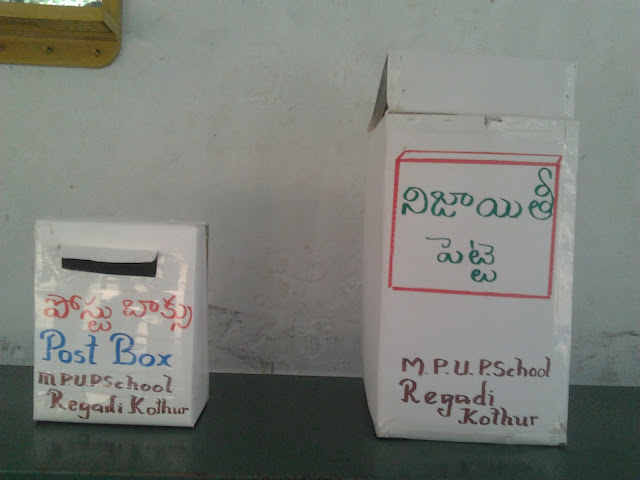 పోస్టు బాక్సు
Post Box
M.P.U.P.School
Regadi Kothur
నిజాయితీ
పెట్టె
M.P.U.P.School
Regadi
Kothur